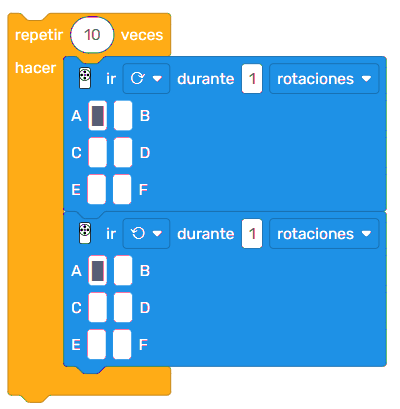 repetir 10 veces
hacer
ir durante 1 rotaciones
A B
C D
E F
ir durante 1 rotaciones
A B
C D
E F